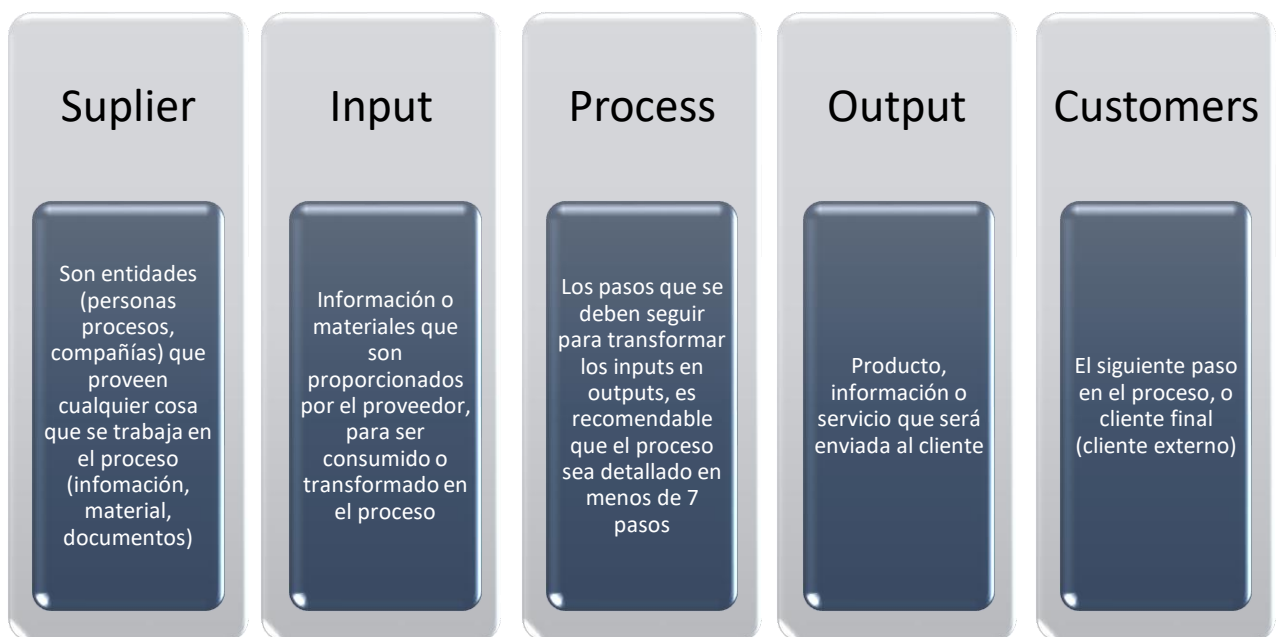 Suplier
Son entidades
(personas
procesos,
compañías) que
proveen
cualquier cosa
que se trabaja en
el proceso
(infomación,
material,
documentos)
Input
Información o
materiales que
son
proporcionados
por el proveedor,
para ser
consumido o
transformado en
el proceso
Process
Los pasos que se
deben seguir
para transformar
los inputs en
outputs, es
recomendable
que el proceso
sea detallado en
menos de 7
pasos
Output
Producto,
información o
servicio que será
enviada al cliente
Customers
El siguiente paso
en el proceso, o
cliente final
(cliente externo)